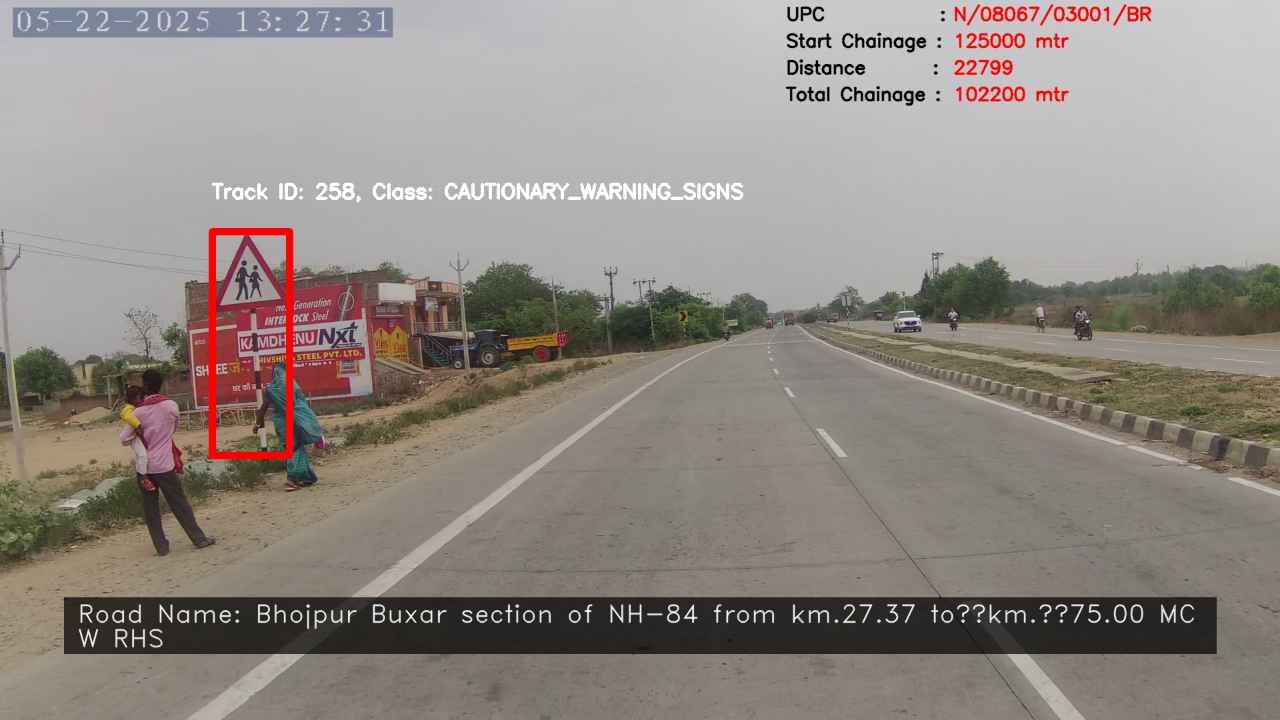 05-22-2025 13:27:31
UPC : N/08067/03001/BR
Start Chainage : 125000 mtr
Distance : 22799
Total Chainage : 102200 mtr
Track ID: 258, Class: CAUTIONARY_WARNING_SIGNS
Generation
INTERLOCK Steel
KAMDHENU Nxt
SHIVSHIV STEEL PVT. LTD.
SHREE
Road Name: Bhojpur Buxar section of NH-84 from km.27.37 to??km.??75.00 MC
W RHS